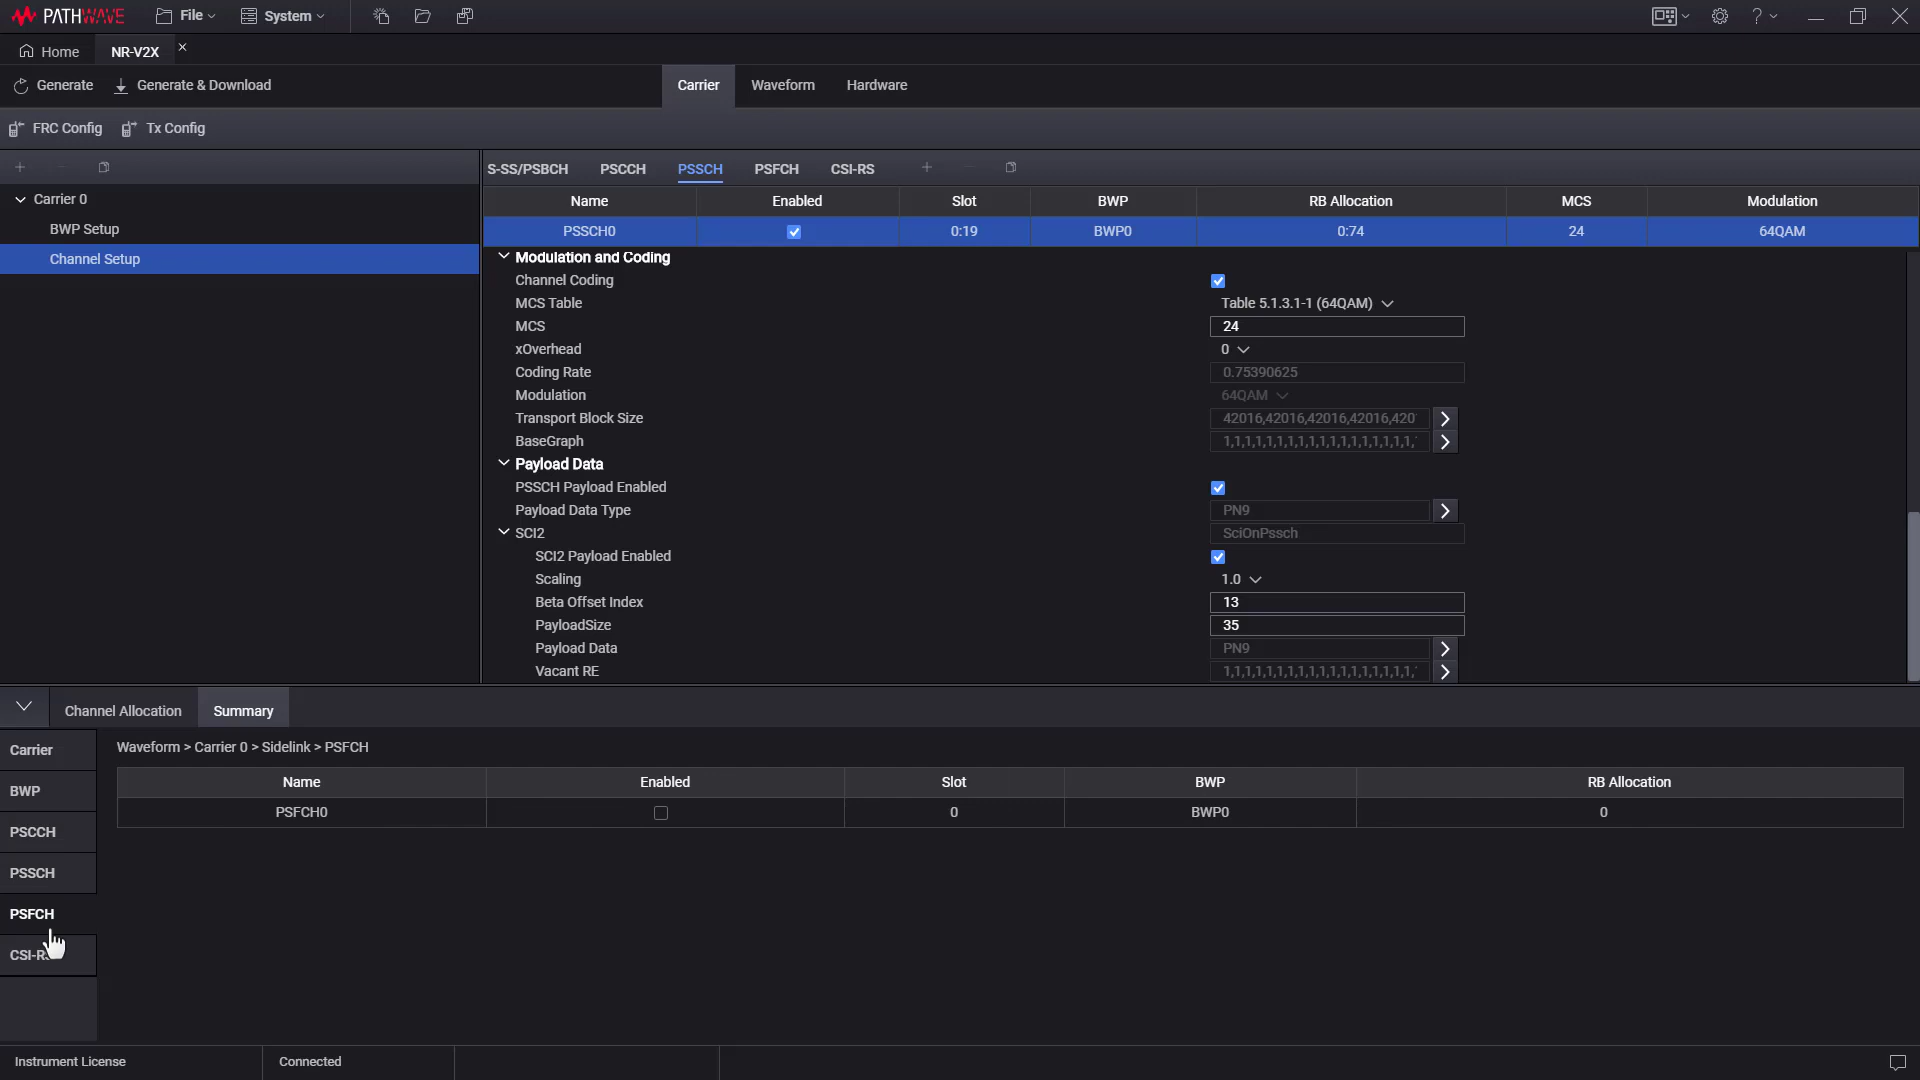 PATHWAVE File System ?
Home NR-V2X
Generate Generate & Download Carrier Waveform Hardware
FRC Config Tx Config
S-SS/PSBCH PSCCH PSSCH PSFCH CSI-RS
Carrier 0
BWP Setup
Channel Setup
Name Enabled Slot BWP RB Allocation MCS Modulation
PSSCH0 0:19 BWP0 0:74 24 64QAM
Modulation and Coding
Channel Coding
MCS Table Table 5.1.3.1-1 (64QAM)
MCS 24
xOverhead 0
Coding Rate 0.75390625
Modulation 64QAM
Transport Block Size 42016,42016,42016,42016,420
BaseGraph 1,1,1,1,1,1,1,1,1,1,1,1,1,1,1,1,1,1,
Payload Data
PSSCH Payload Enabled
Payload Data Type PN9
SCI2 SciOnPssch
SCI2 Payload Enabled
Scaling 1.0
Beta Offset Index 13
PayloadSize 35
Payload Data PN9
Vacant RE 1,1,1,1,1,1,1,1,1,1,1,1,1,1,1,1,1,1,
Channel Allocation Summary
Carrier
BWP
PSCCH
PSSCH
PSFCH
CSI-R
Waveform > Carrier 0 > Sidelink > PSFCH
Name Enabled Slot BWP RB Allocation
PSFCH0 0 BWP0 0
Instrument License Connected